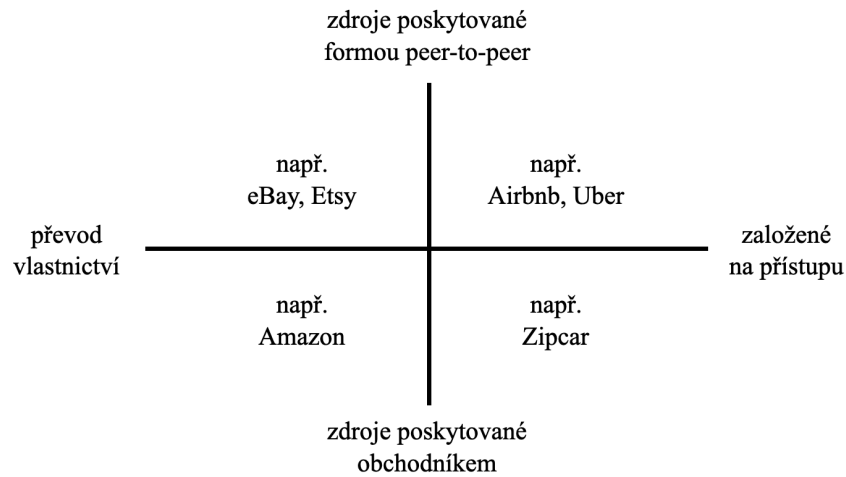 zdroje poskytované
formou peer-to-peer
např.
eBay, Etsy
např.
Airbnb, Uber
převod
vlastnictví
založené
na přístupu
např.
Amazon
např.
Zipcar
zdroje poskytované
obchodníkem